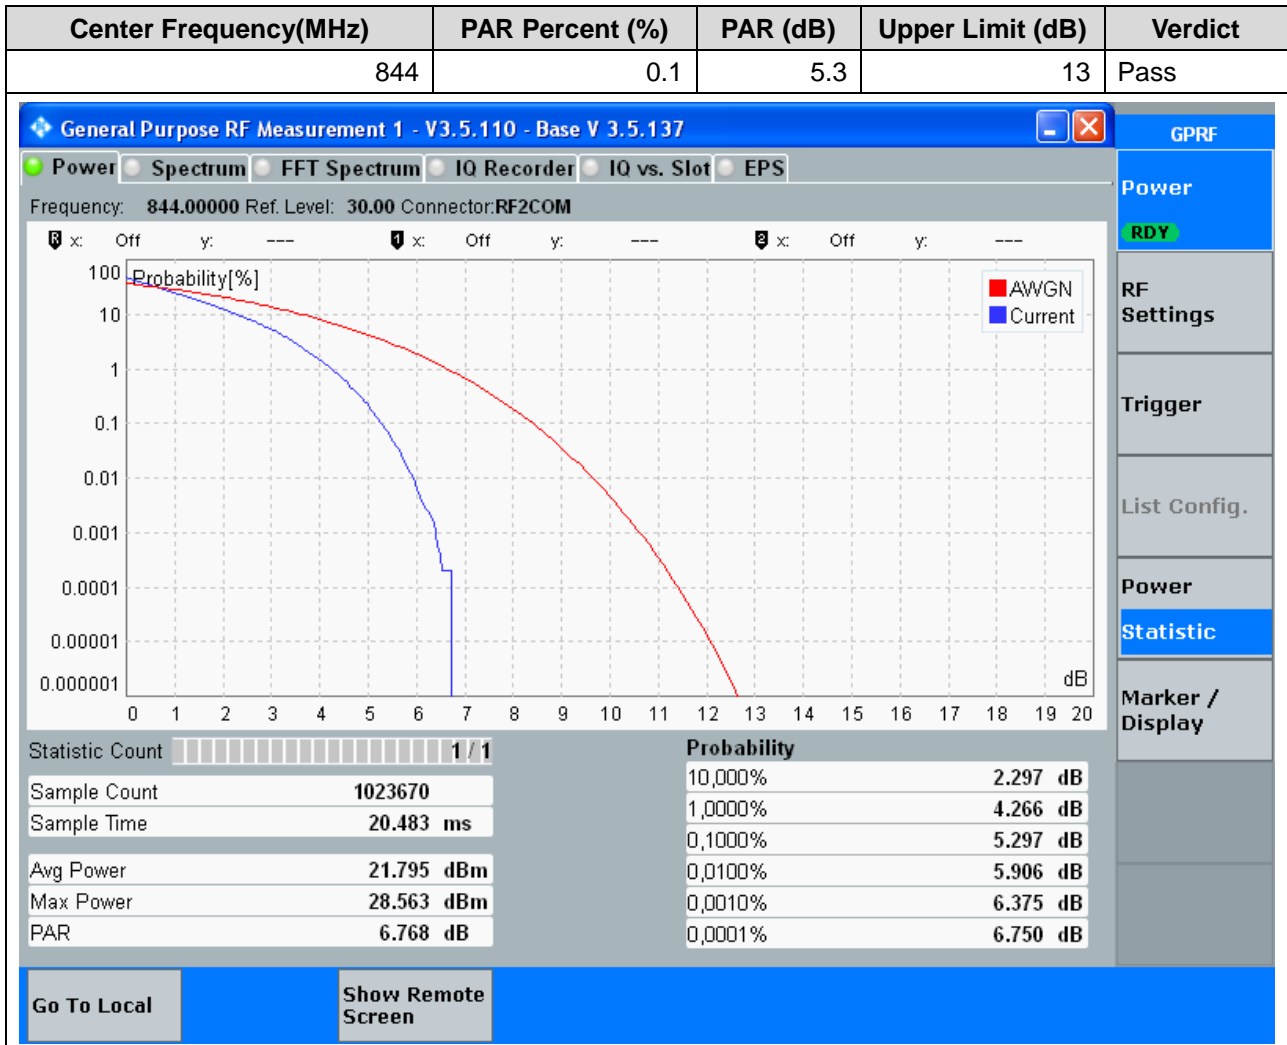 Center Frequency(MHz) PAR Percent (%) PAR (dB) Upper Limit (dB) Verdict
844 0.1 5.3 13 Pass
General Purpose RF Measurement 1 - V3.5.110 - Base V 3.5.137
GPRF
Power Spectrum FFT Spectrum IQ Recorder IQ vs. Slot EPS
Power
RDY
Frequency: 844.00000 Ref. Level: 30.00 Connector:RF2COM
R x: Off y: --- 1 x: Off y: --- 2 x: Off y: ---
Probability[%]
AWGN
Current
100
10
1
0.1
0.01
0.001
0.0001
0.00001
0.000001
dB
0 1 2 3 4 5 6 7 8 9 10 11 12 13 14 15 16 17 18 19 20
RF
Settings
Trigger
List Config.
Power
Statistic
Marker /
Display
Statistic Count 1 / 1
Sample Count 1023670
Sample Time 20.483 ms
Avg Power 21.795 dBm
Max Power 28.563 dBm
PAR 6.768 dB
Probability
10,000% 2.297 dB
1,0000% 4.266 dB
0,1000% 5.297 dB
0,0100% 5.906 dB
0,0010% 6.375 dB
0,0001% 6.750 dB
Go To Local
Show Remote
Screen